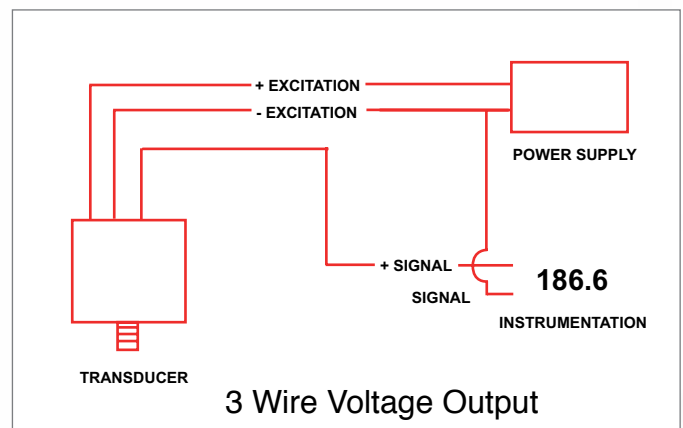 + EXCITATION
- EXCITATION
POWER SUPPLY
+ SIGNAL
SIGNAL
186.6
INSTRUMENTATION
TRANSDUCER
3 Wire Voltage Output